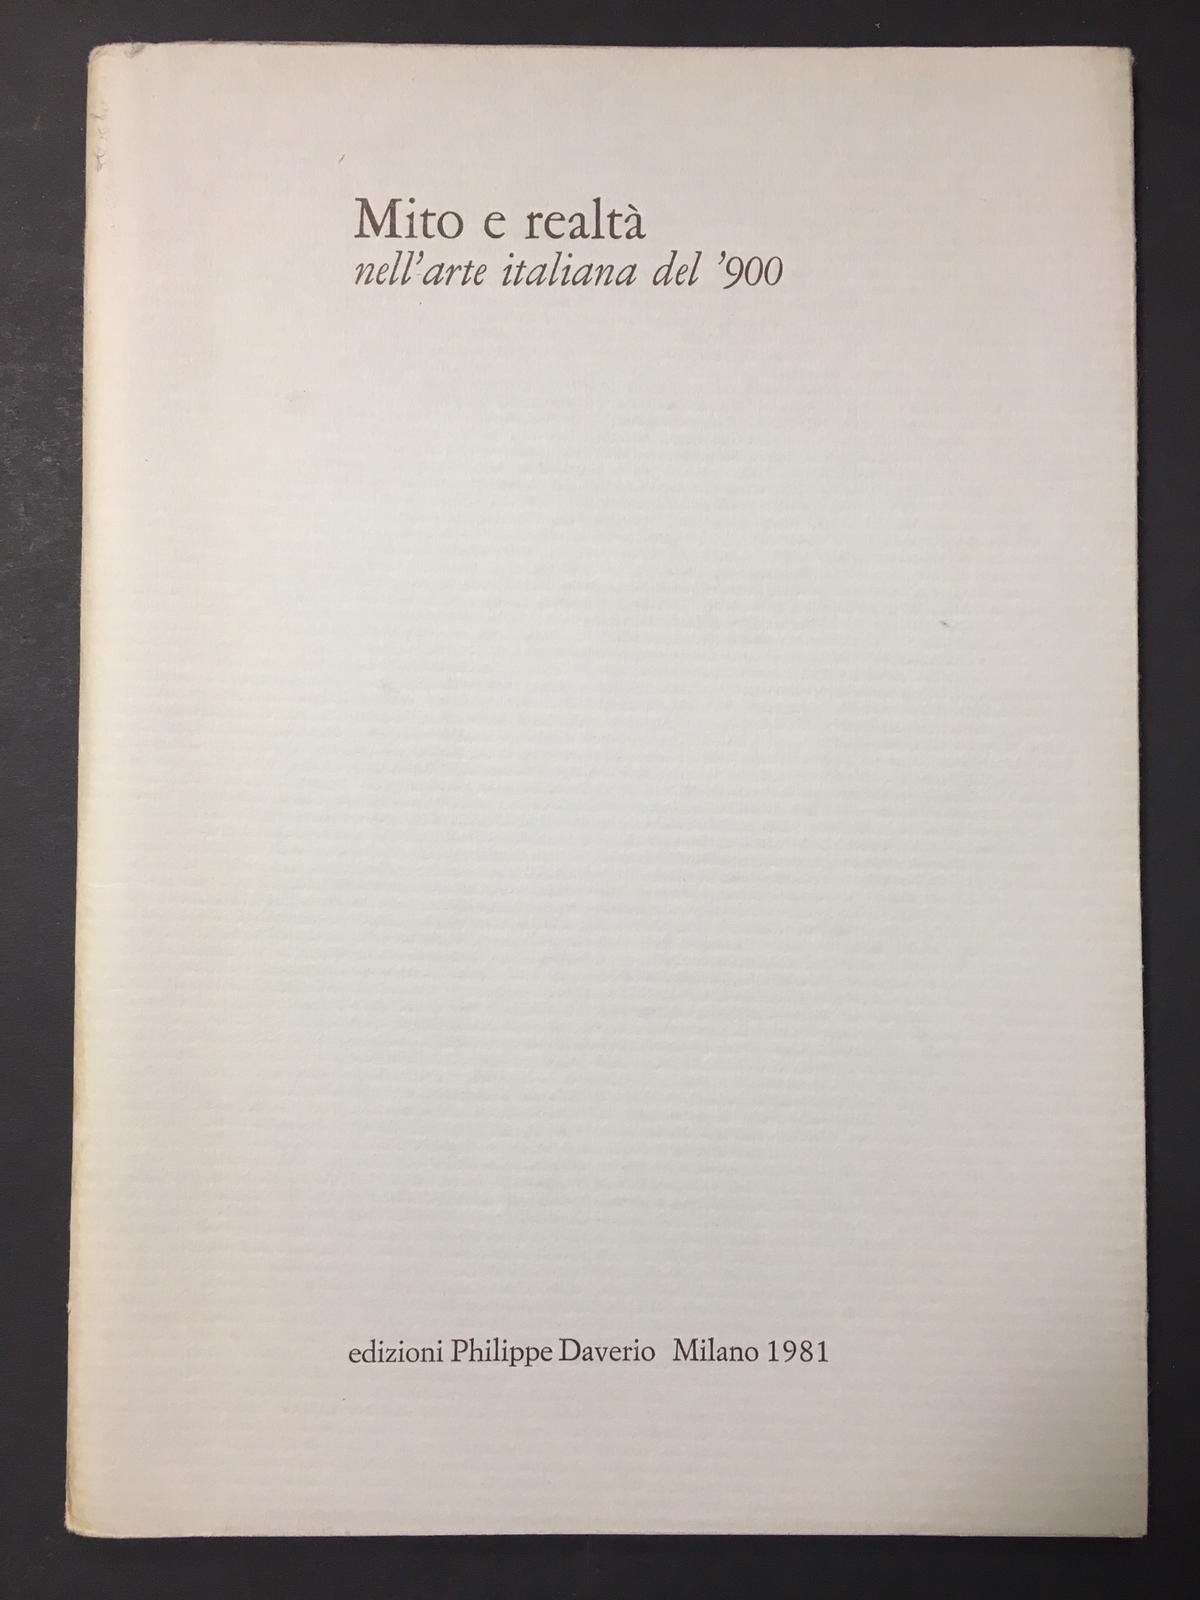 Mito e realtà
nell'arte italiana del '900
edizioni Philippe Daverio Milano 1981